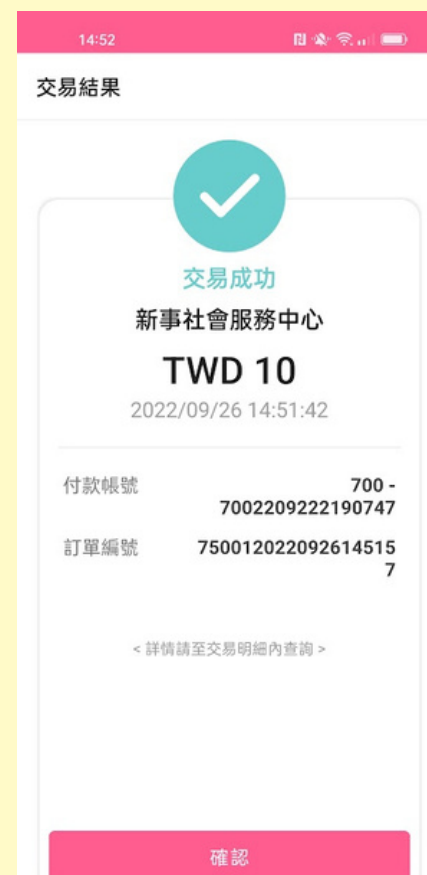 14:52
交易結果
交易成功
新事社會服務中心
TWD 10
2022/09/26 14:51:42
付款帳號 700 -
7002209222190747
訂單編號 750012022092614515
7
< 詳情請至交易明細內查詢 >
確認